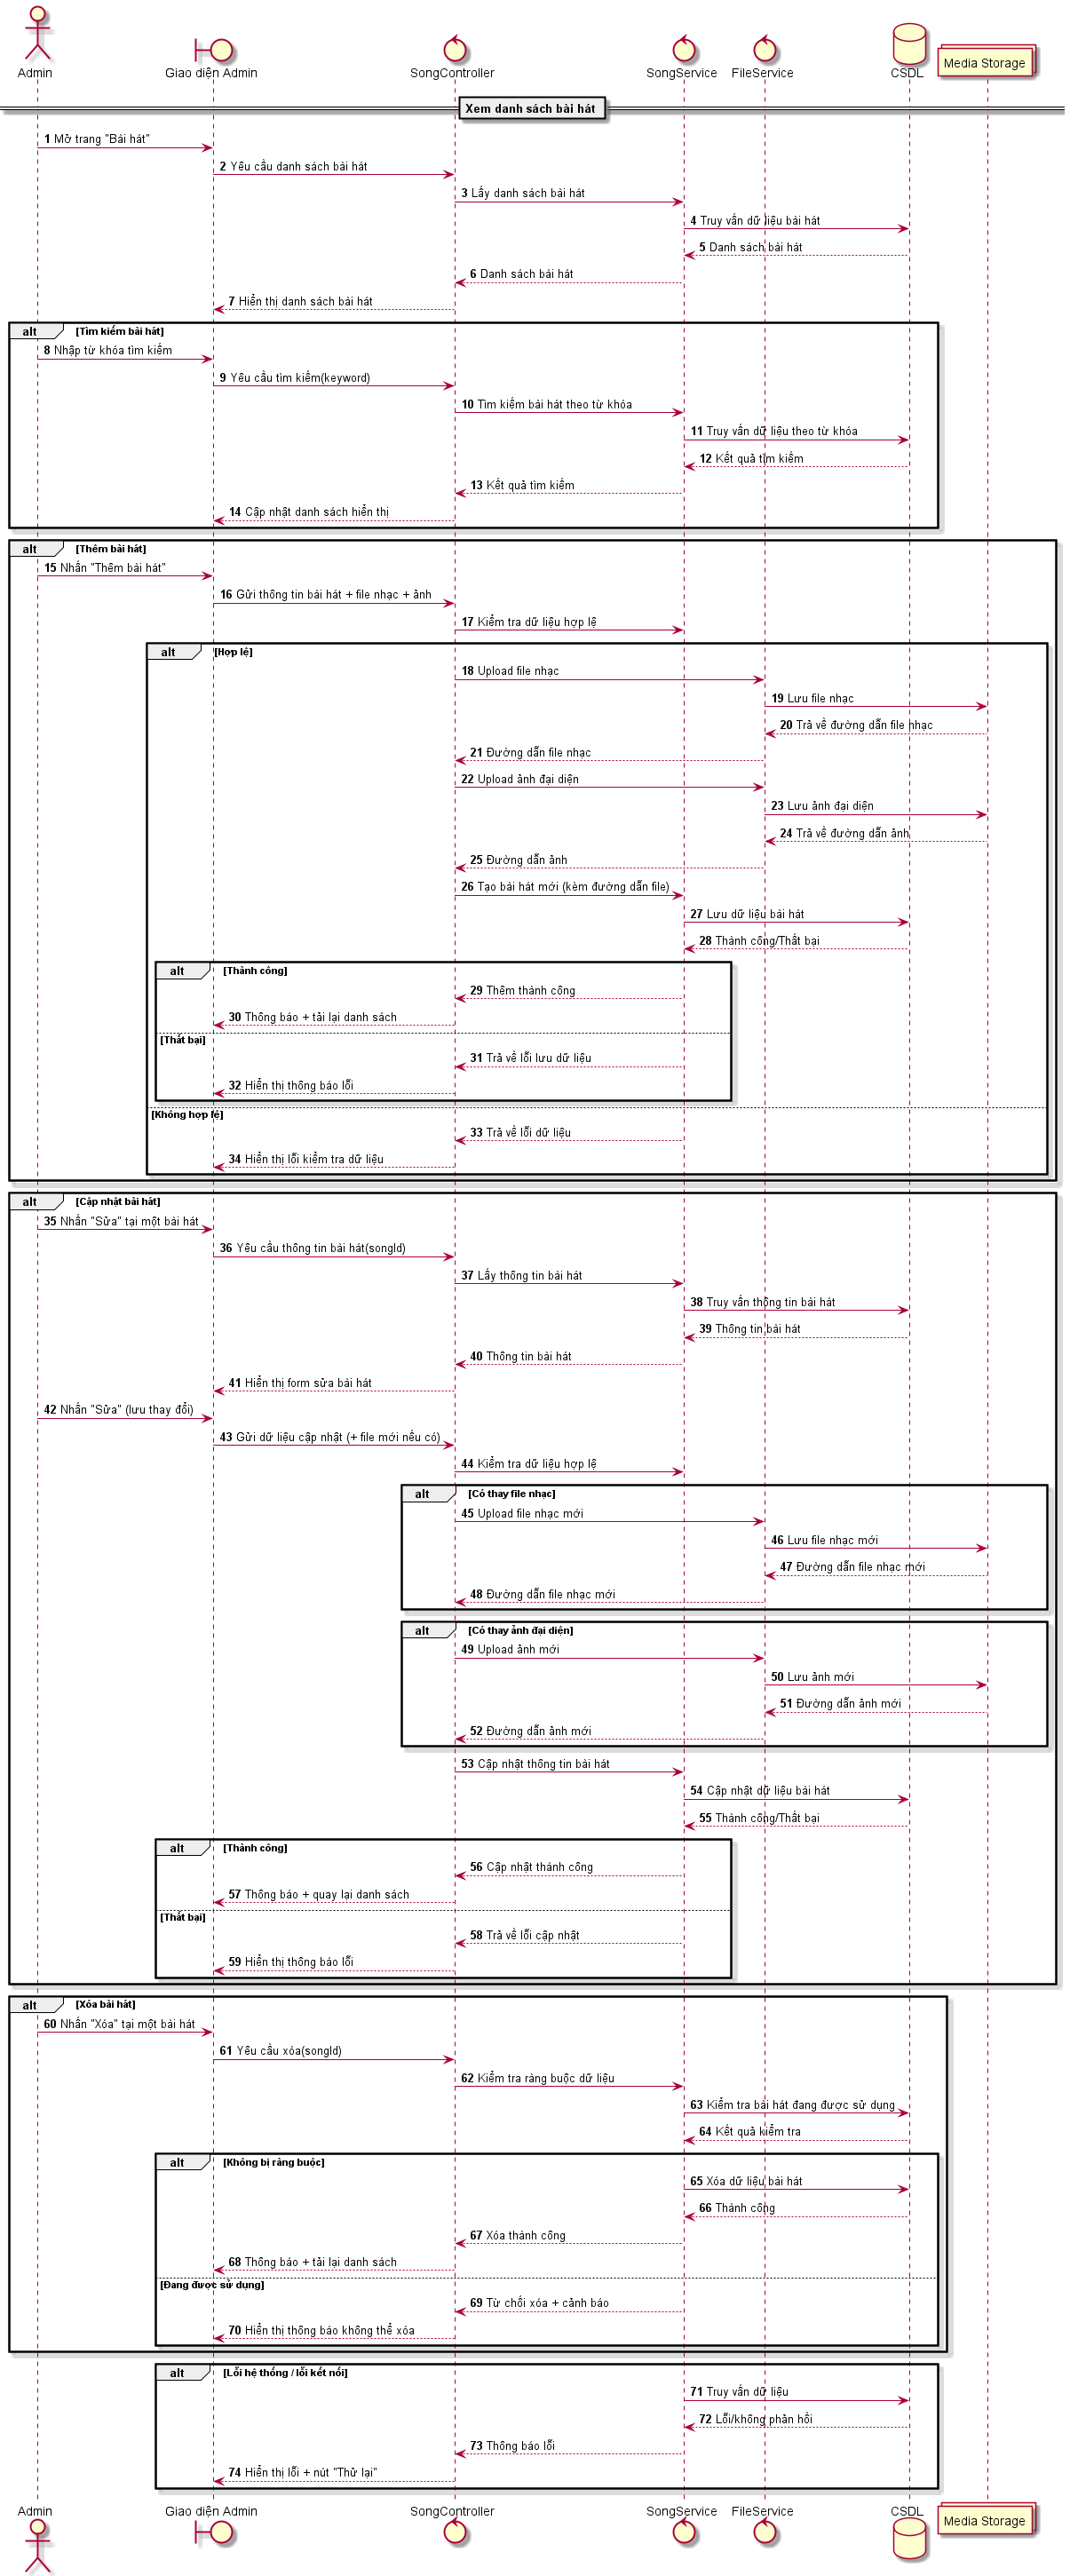 Admin
Giao diện Admin
SongController
SongService
FileService
CSDL
Media Storage
Xem danh sách bài hát
1 Mở trang "Bài hát"
2 Yêu cầu danh sách bài hát
3 Lấy danh sách bài hát
4 Truy vấn dữ liệu bài hát
5 Danh sách bài hát
6 Danh sách bài hát
7 Hiển thị danh sách bài hát
alt [Tìm kiếm bài hát]
8 Nhập từ khóa tìm kiếm
9 Yêu cầu tìm kiếm(keyword)
10 Tìm kiếm bài hát theo từ khóa
11 Truy vấn dữ liệu theo từ khóa
12 Kết quả tìm kiếm
13 Kết quả tìm kiếm
14 Cập nhật danh sách hiển thị
alt [Thêm bài hát]
15 Nhấn "Thêm bài hát"
16 Gửi thông tin bài hát + file nhạc + ảnh
17 Kiểm tra dữ liệu hợp lệ
alt [Hợp lệ]
18 Upload file nhạc
19 Lưu file nhạc
20 Trả về đường dẫn file nhạc
21 Đường dẫn file nhạc
22 Upload ảnh đại diện
23 Lưu ảnh đại diện
24 Trả về đường dẫn ảnh
25 Đường dẫn ảnh
26 Tạo bài hát mới (kèm đường dẫn file)
27 Lưu dữ liệu bài hát
28 Thành công/Thất bại
alt [Thành công]
29 Thêm thành công
30 Thông báo + tải lại danh sách
[Thất bại]
31 Trả về lỗi lưu dữ liệu
32 Hiển thị thông báo lỗi
[Không hợp lệ]
33 Trả về lỗi dữ liệu
34 Hiển thị lỗi kiểm tra dữ liệu
alt [Cập nhật bài hát]
35 Nhấn "Sửa" tại một bài hát
36 Yêu cầu thông tin bài hát(songId)
37 Lấy thông tin bài hát
38 Truy vấn thông tin bài hát
39 Thông tin bài hát
40 Thông tin bài hát
41 Hiển thị form sửa bài hát
42 Nhấn "Sửa" (lưu thay đổi)
43 Gửi dữ liệu cập nhật (+ file mới nếu có)
44 Kiểm tra dữ liệu hợp lệ
alt [Có thay file nhạc]
45 Upload file nhạc mới
46 Lưu file nhạc mới
47 Đường dẫn file nhạc mới
48 Đường dẫn file nhạc mới
alt [Có thay ảnh đại diện]
49 Upload ảnh mới
50 Lưu ảnh mới
51 Đường dẫn ảnh mới
52 Đường dẫn ảnh mới
53 Cập nhật thông tin bài hát
54 Cập nhật dữ liệu bài hát
55 Thành công/Thất bại
alt [Thành công]
56 Cập nhật thành công
57 Thông báo + quay lại danh sách
[Thất bại]
58 Trả về lỗi cập nhật
59 Hiển thị thông báo lỗi
alt [Xóa bài hát]
60 Nhấn "Xóa" tại một bài hát
61 Yêu cầu xóa(songId)
62 Kiểm tra ràng buộc dữ liệu
63 Kiểm tra bài hát đang được sử dụng
64 Kết quả kiểm tra
alt [Không bị ràng buộc]
65 Xóa dữ liệu bài hát
66 Thành công
67 Xóa thành công
68 Thông báo + tải lại danh sách
[Đang được sử dụng]
69 Từ chối xóa + cảnh báo
70 Hiển thị thông báo không thể xóa
alt [Lỗi hệ thống / lỗi kết nối]
71 Truy vấn dữ liệu
72 Lỗi/không phản hồi
73 Thông báo lỗi
74 Hiển thị lỗi + nút "Thử lại"
Admin
Giao diện Admin
SongController
SongService
FileService
CSDL
Media Storage